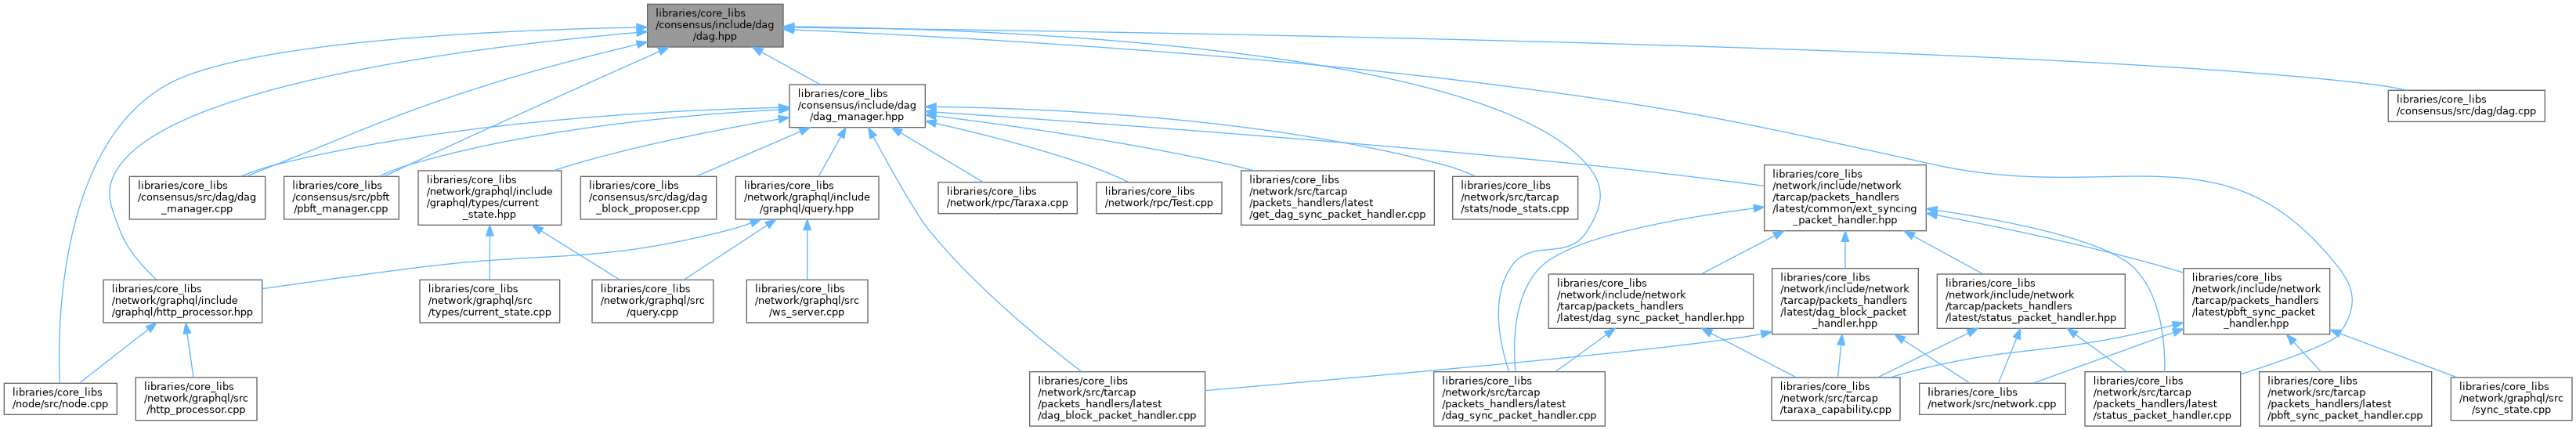 libraries/core_libs
/consensus/include/dag
/dag.hpp
libraries/core_libs
/consensus/include/dag
/dag_manager.hpp
libraries/core_libs
/consensus/src/dag/dag.cpp
libraries/core_libs
/consensus/src/dag/dag
_manager.cpp
libraries/core_libs
/consensus/src/pbft
/pbft_manager.cpp
libraries/core_libs
/network/graphql/include
/graphql/types/current
_state.hpp
libraries/core_libs
/consensus/src/dag/dag
_block_proposer.cpp
libraries/core_libs
/network/graphql/include
/graphql/query.hpp
libraries/core_libs
/network/rpc/Taraxa.cpp
libraries/core_libs
/network/rpc/Test.cpp
libraries/core_libs
/network/src/tarcap
/packets_handlers/latest
/get_dag_sync_packet_handler.cpp
libraries/core_libs
/network/src/tarcap
/stats/node_stats.cpp
libraries/core_libs
/network/include/network
/tarcap/packets_handlers
/latest/common/ext_syncing
_packet_handler.hpp
libraries/core_libs
/network/graphql/include
/graphql/http_processor.hpp
libraries/core_libs
/network/graphql/src
/types/current_state.cpp
libraries/core_libs
/network/graphql/src
/query.cpp
libraries/core_libs
/network/graphql/src
/ws_server.cpp
libraries/core_libs
/network/include/network
/tarcap/packets_handlers
/latest/dag_sync_packet_handler.hpp
libraries/core_libs
/network/include/network
/tarcap/packets_handlers
/latest/dag_block_packet
_handler.hpp
libraries/core_libs
/network/include/network
/tarcap/packets_handlers
/latest/status_packet_handler.hpp
libraries/core_libs
/network/include/network
/tarcap/packets_handlers
/latest/pbft_sync_packet
_handler.hpp
libraries/core_libs
/node/src/node.cpp
libraries/core_libs
/network/graphql/src
/http_processor.cpp
libraries/core_libs
/network/src/tarcap
/packets_handlers/latest
/dag_block_packet_handler.cpp
libraries/core_libs
/network/src/tarcap
/packets_handlers/latest
/dag_sync_packet_handler.cpp
libraries/core_libs
/network/src/tarcap
/taraxa_capability.cpp
libraries/core_libs
/network/src/network.cpp
libraries/core_libs
/network/src/tarcap
/packets_handlers/latest
/status_packet_handler.cpp
libraries/core_libs
/network/src/tarcap
/packets_handlers/latest
/pbft_sync_packet_handler.cpp
libraries/core_libs
/network/graphql/src
/sync_state.cpp